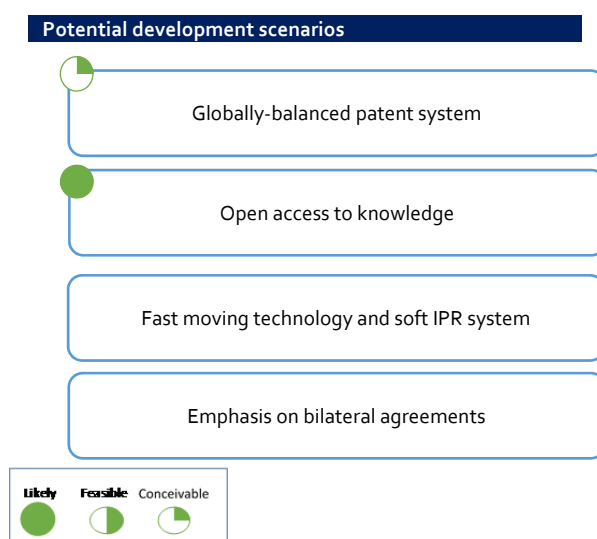 Potential development scenarios
Globally-balanced patent system
Open access to knowledge
Fast moving technology and soft IPR system
Emphasis on bilateral agreements
Likely Feasible Conceivable